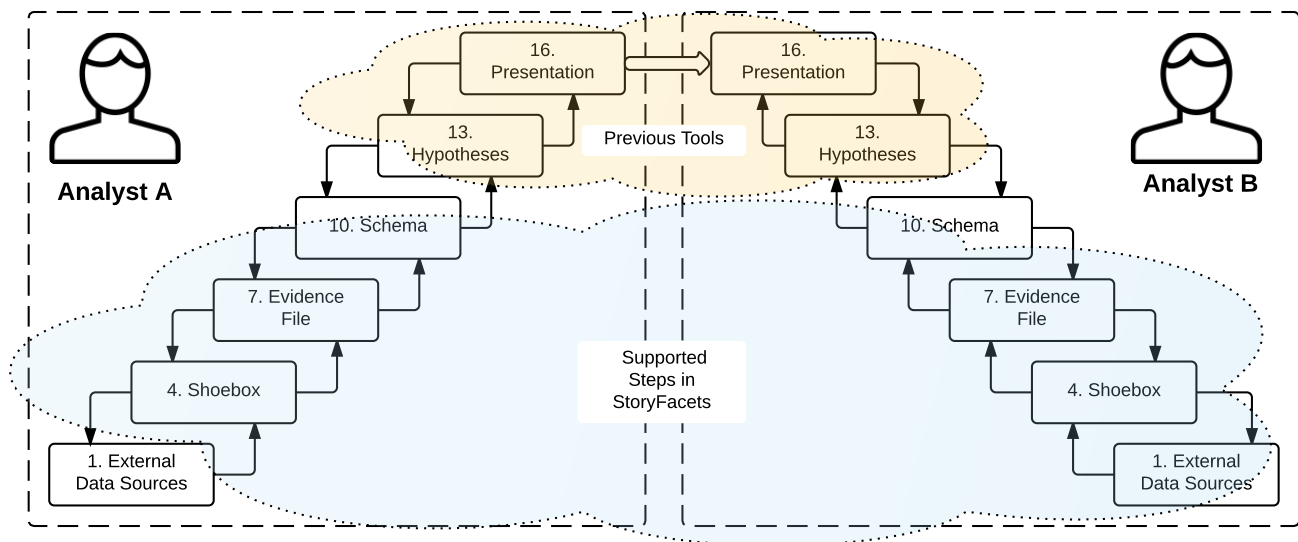 Analyst A
16.
Presentation
13.
Hypotheses
10. Schema
7. Evidence
File
4. Shoebox
1. External
Data Sources
Previous Tools
Supported
Steps in
StoryFacets
16.
Presentation
13.
Hypotheses
10. Schema
7. Evidence
File
4. Shoebox
1. External
Data Sources
Analyst B